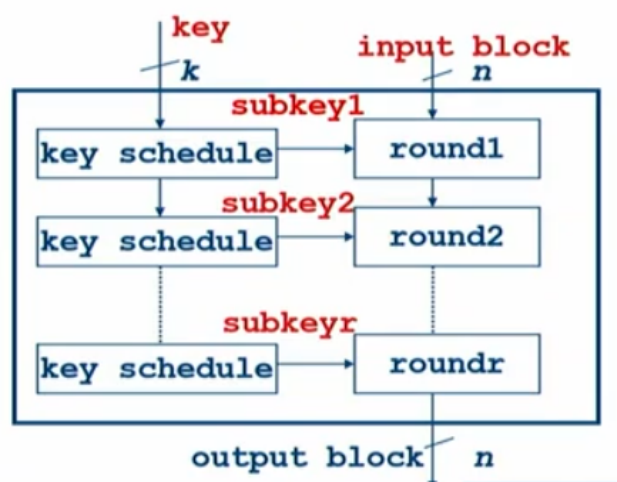 key
k
input block
n
subkey1
key schedule
round1
subkey2
key schedule
round2
subkeyr
key schedule
roundr
output block
n